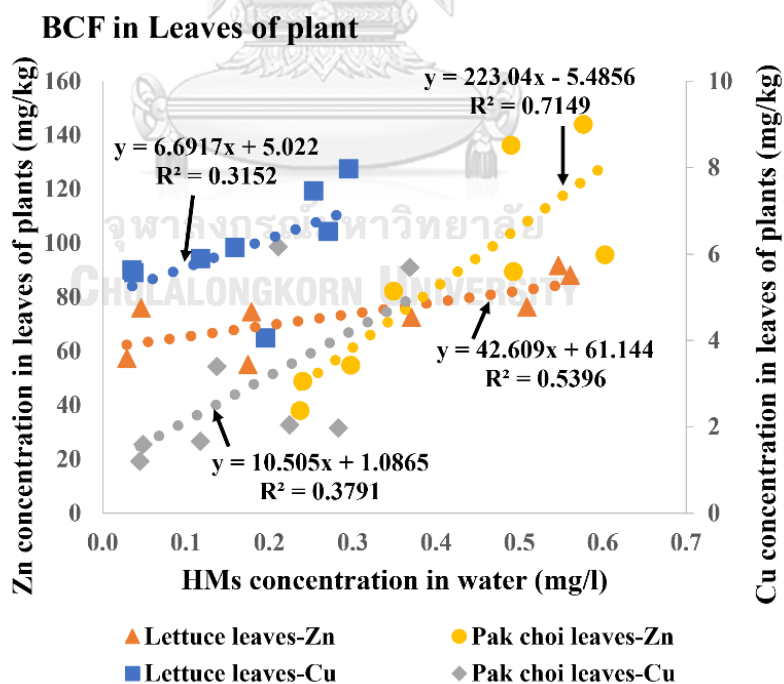 BCF in Leaves of plant
Zn concentration in leaves of plants (mg/kg)
160
140
120
100
80
60
40
20
0
y = 223.04x - 5.4856
R² = 0.7149
y = 6.6917x + 5.022
R² = 0.3152
จุฬาลงกรณ์มหาวิทยาลัย
CHULALONGKORN UNIVERSITY
y = 42.609x + 61.144
R² = 0.5396
y = 10.505x + 1.0865
R² = 0.3791
10
8
6
4
2
0
Cu concentration in leaves of plants (mg/kg)
0.0 0.1 0.2 0.3 0.4 0.5 0.6 0.7
HMs concentration in water (mg/l)
Lettuce leaves-Zn Pak choi leaves-Zn
Lettuce leaves-Cu Pak choi leaves-Cu